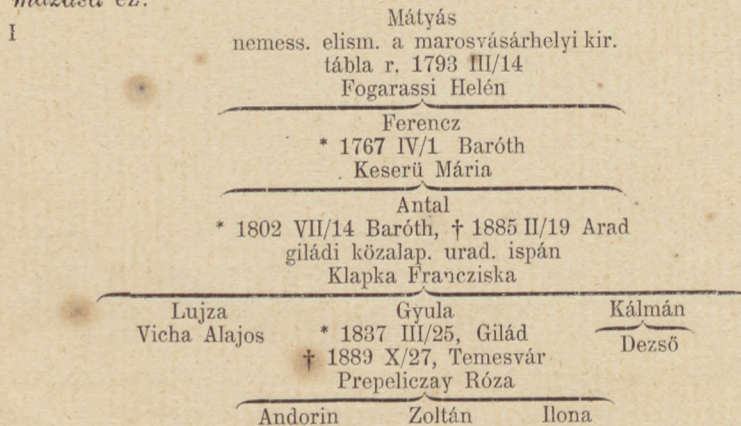 mazása ez:
I
Mátyás
nemess. elism. a marosvásárhelyi kir.
tábla r. 1793 III/14
Fogarassi Helén
Ferencz
* 1767 IV/1 Baróth
Keserü Mária
Antal
* 1802 VII/14 Baróth, † 1885 II/19 Arad
giládi közalap. urad. ispán
Klapka Francziska
Lujza Gyula Kálmán
Vicha Alajos * 1837 III/25, Gilád Dezső
† 1889 X/27, Temesvár
Prepeliczay Róza
Andorin Zoltán Ilona